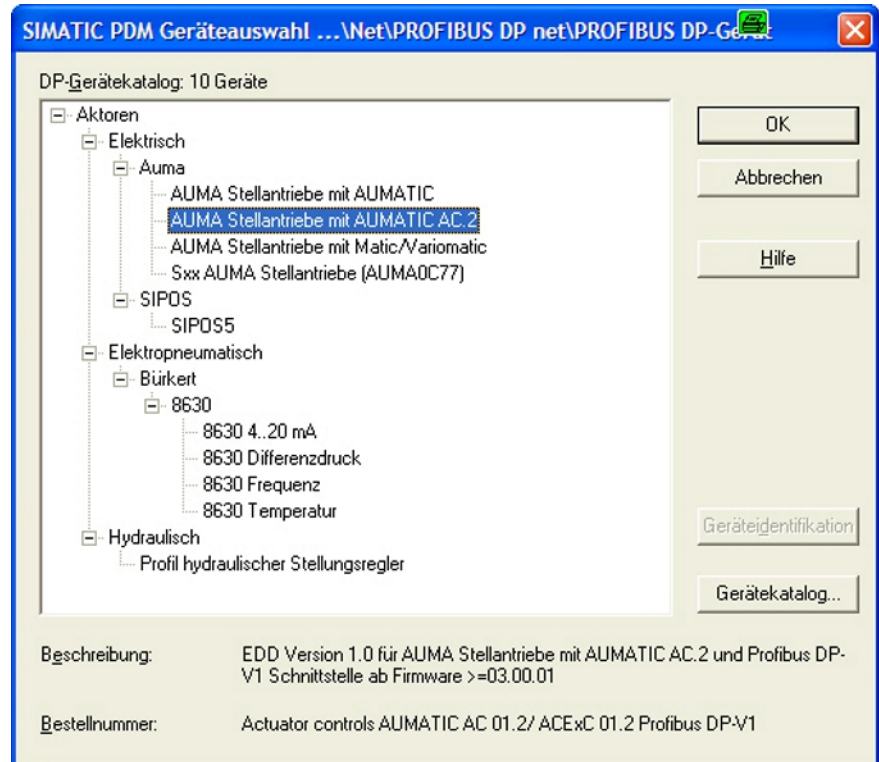 SIMATIC PDM Geräteauswahl ...\Net\PROFIBUS DP net\PROFIBUS DP-Gerät
DP-Gerätekatalog: 10 Geräte
Aktoren
Elektrisch
Auma
AUMA Stellantriebe mit AUMATIC
AUMA Stellantriebe mit AUMATIC AC.2
AUMA Stellantriebe mit Matic/Variomatic
Sxx AUMA Stellantriebe (AUMA0C77)
SIPOS
SIPOS5
Elektropneumatisch
Bürkert
8630
8630 4..20 mA
8630 Differenzdruck
8630 Frequenz
8630 Temperatur
Hydraulisch
Profil hydraulischer Stellungsregler
OK
Abbrechen
Hilfe
Geräteidentifikation
Gerätekatalog...
Beschreibung: EDD Version 1.0 für AUMA Stellantriebe mit AUMATIC AC.2 und Profibus DP-
V1 Schnittstelle ab Firmware >=03.00.01
Bestellnummer: Actuator controls AUMATIC AC 01.2/ ACExC 01.2 Profibus DP-V1